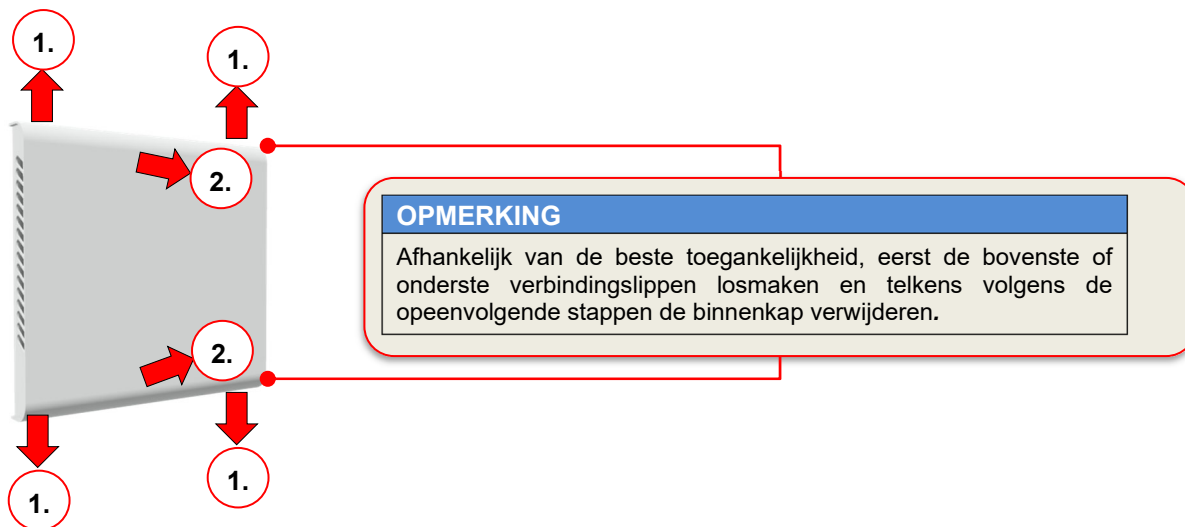 1.
1.
2.
OPMERKING
Afhankelijk van de beste toegankelijkheid, eerst de bovenste of
onderste verbindingslippen losmaken en telkens volgens de
opeenvolgende stappen de binnenkap verwijderen.
2.
1.
1.